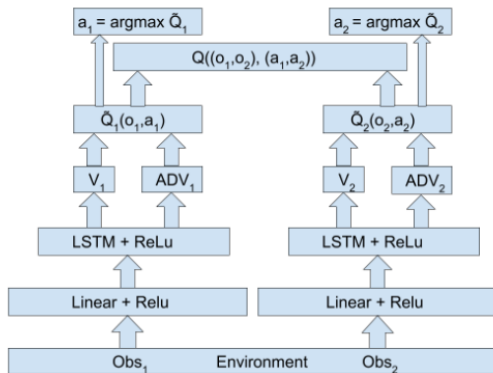 a₁ = argmax Q̃₁ a₂ = argmax Q̃₂
Q((o₁,o₂), (a₁,a₂))
Q̃₁(o₁,a₁) Q̃₂(o₂,a₂)
V₁ ADV₁ V₂ ADV₂
LSTM + ReLu LSTM + ReLu
Linear + Relu Linear + Relu
Obs₁ Environment Obs₂